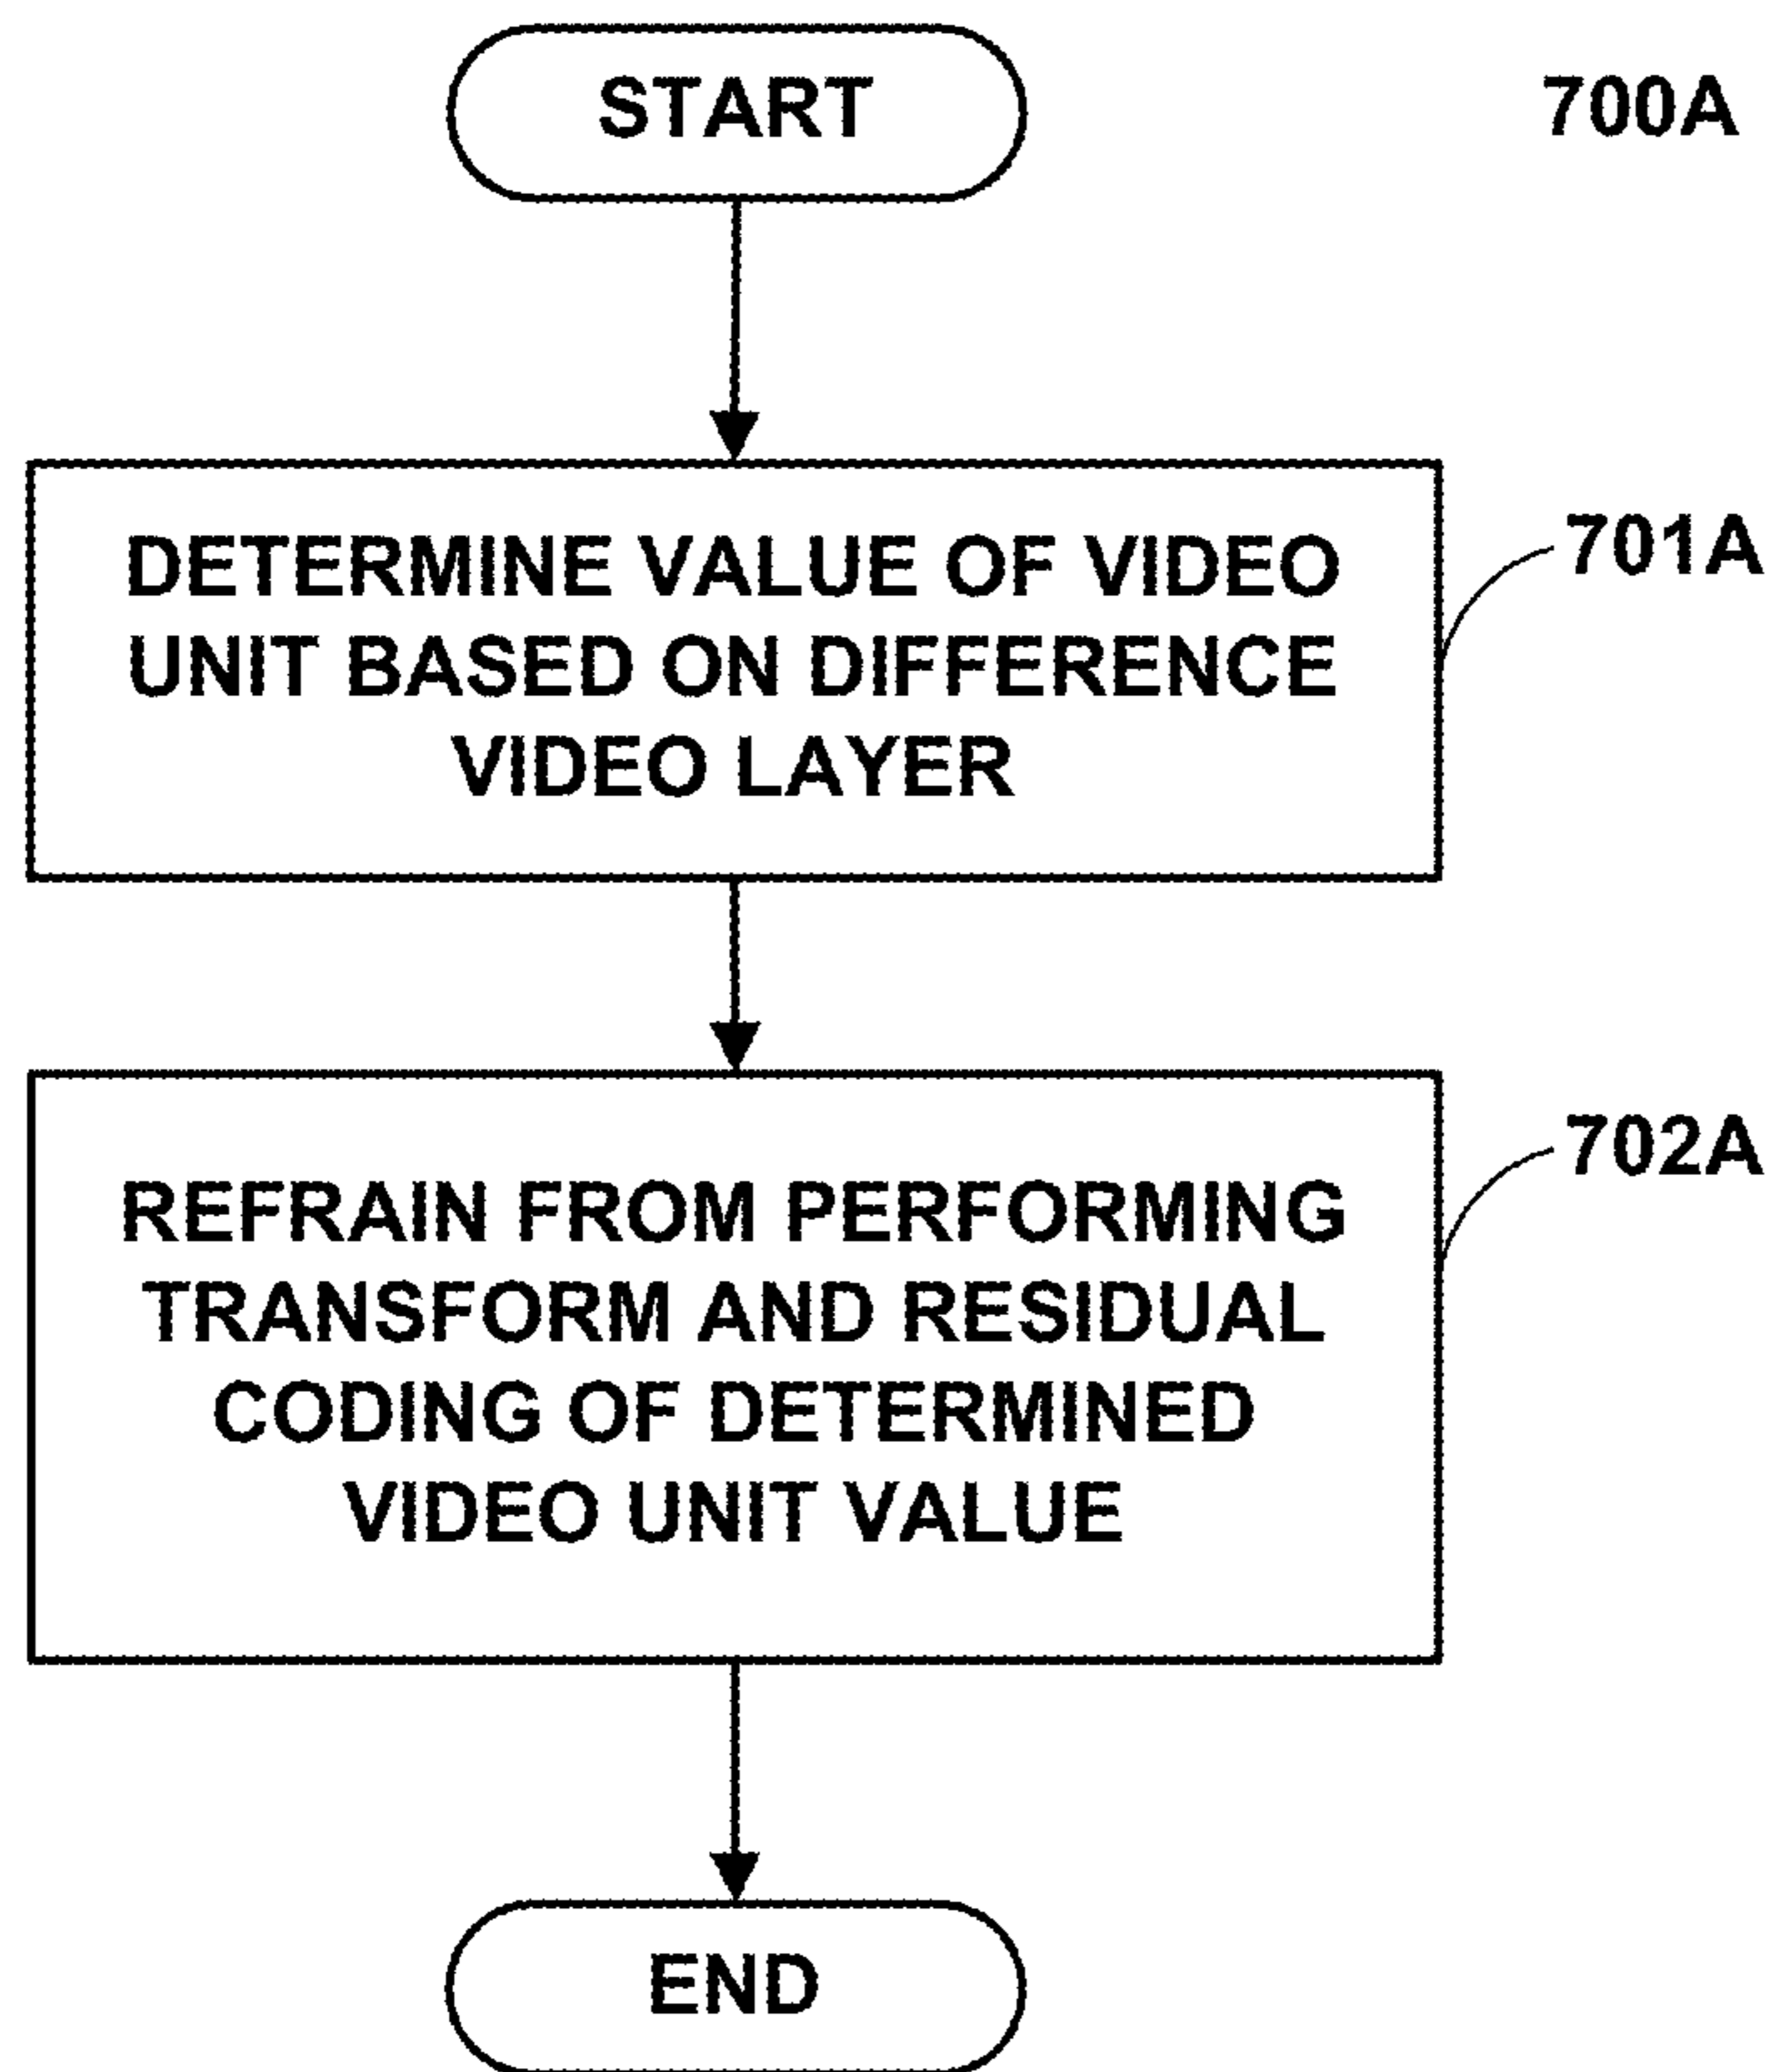 START
700A
DETERMINE VALUE OF VIDEO
UNIT BASED ON DIFFERENCE
VIDEO LAYER
701A
REFRAIN FROM PERFORMING
TRANSFORM AND RESIDUAL
CODING OF DETERMINED
VIDEO UNIT VALUE
702A
END